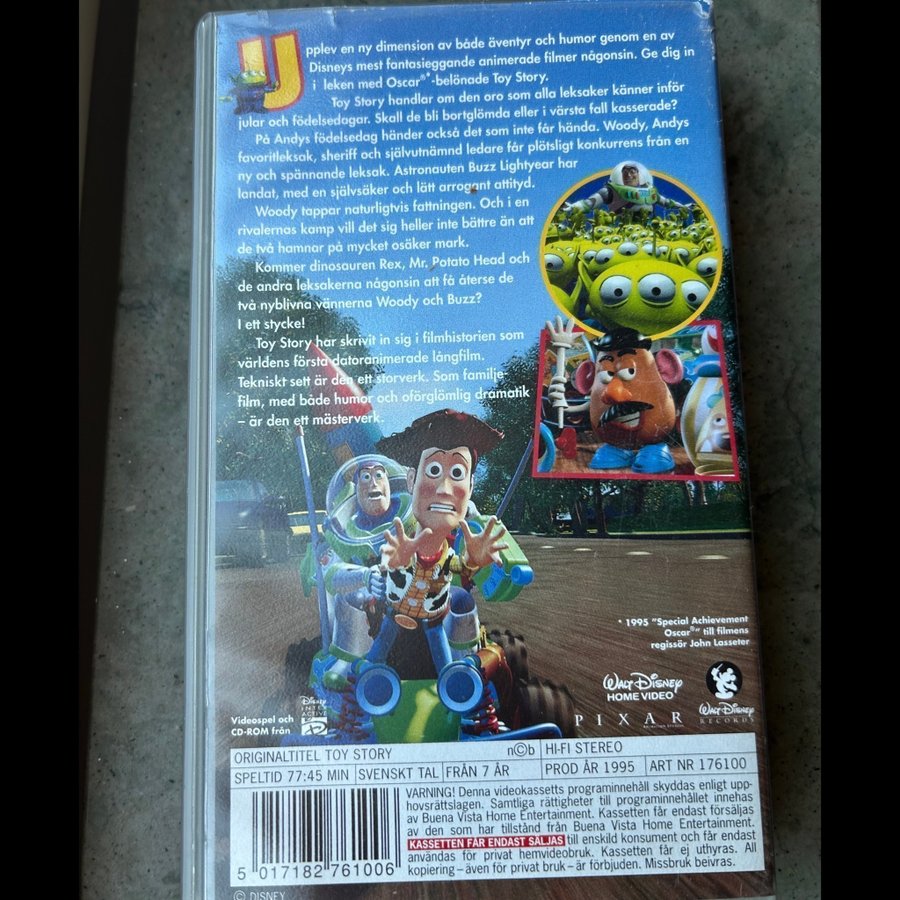 Upplev en ny dimension av både äventyr och humor genom en av
Disneys mest fantasieggande animerade filmer någonsin. Ge dig in
i leken med Oscar®*-belönade Toy Story.
Toy Story handlar om den oro som alla leksaker känner inför
jular och födelsedagar. Skall de bli bortglömda eller i värsta fall kasserade?
På Andys födelsedag händer också det som inte får hända. Woody, Andys
favoritleksak, sheriff och självutnämnd ledare får plötsligt konkurrens från en
ny och spännande leksak. Astronauten Buzz Lightyear har
landat, med en självsäker och lätt arrogant attityd.
Woody tappar naturligtvis fattningen. Och i en
rivalernas kamp vill det sig heller inte bättre än att
de två hamnar på mycket osäker mark.
Kommer dinosauren Rex, Mr. Potato Head och
de andra leksakerna någonsin att få återse de
två nyblivna vännerna Woody och Buzz?
I ett stycke!
Toy Story har skrivit in sig i filmhistorien som
världens första datoranimerade långfilm.
Tekniskt sett är den ett storverk. Som familje-
film, med både humor och oförglömlig dramatik
– är den ett mästerverk.
* 1995 "Special Achievement
Oscar®" till filmens
regissör John Lasseter
WALT DISNEY
HOME VIDEO
WALT DISNEY
RECORDS
PIXAR
ANIMATION STUDIOS
DISNEY
INTER
ACTIVE
Videospel och
CD-ROM från
ORIGINALTITEL TOY STORY
n©b
HI-FI STEREO
SPELTID 77:45 MIN
SVENSKT TAL
FRÅN 7 ÅR
PROD ÅR 1995
ART NR 176100
VARNING! Denna videokassetts programinnehåll skyddas enligt upp-
hovsrättslagen. Samtliga rättigheter till programinnehållet innehas
av Buena Vista Home Entertainment. Kassetten får endast försäljas
av den som har tillstånd från Buena Vista Home Entertainment.
KASSETTEN FÅR ENDAST SÄLJAS till enskild konsument och får endast
användas för privat hemvideobruk. Kassetten får ej uthyras. All
kopiering – även för privat bruk – är förbjuden. Missbruk beivras.
5 017182 761006
© DISNEY